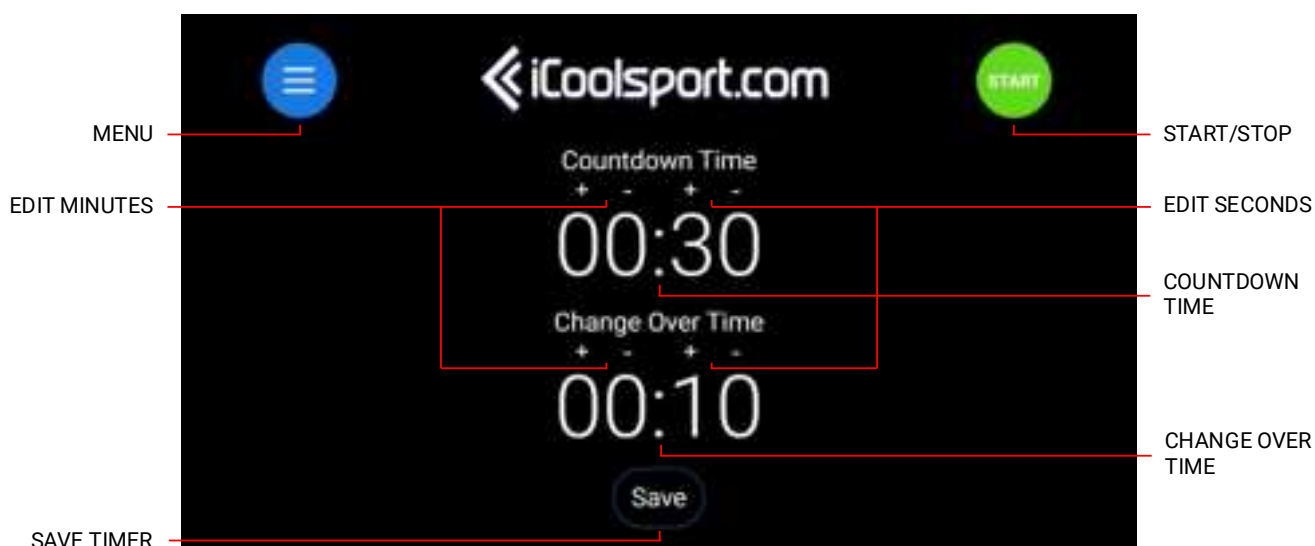 iCoolsport.com
START
MENU
START/STOP
Countdown Time
+ - + -
EDIT MINUTES
EDIT SECONDS
00:30
COUNTDOWN
TIME
Change Over Time
+ - + -
00:10
CHANGE OVER
TIME
Save
SAVE TIMER